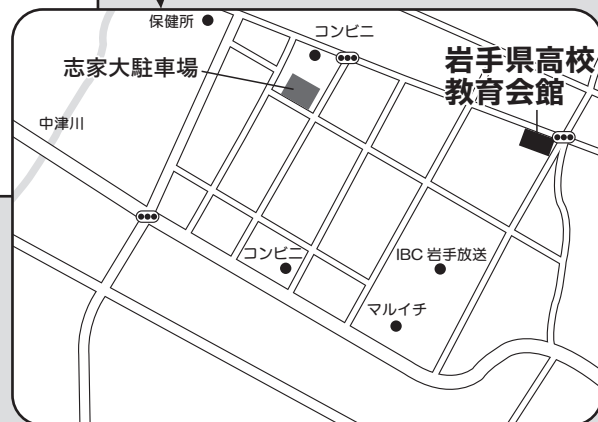 保健所
コンビニ
志家大駐車場
岩手県高校
教育会館
中津川
コンビニ
IBC 岩手放送
マルイチ